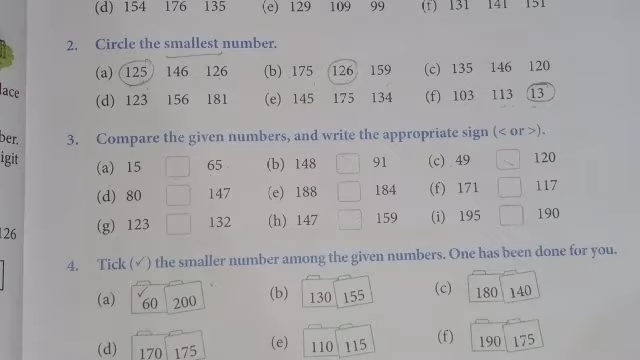 (d) 154 176 135 (e) 129 109 99 (f) 131 141 151
2. Circle the smallest number.
(a) 125 146 126 (b) 175 126 159 (c) 135 146 120
lace
(d) 123 156 181 (e) 145 175 134 (f) 103 113 13
ber.
3. Compare the given numbers, and write the appropriate sign (< or >).
igit
(a) 15 65 (b) 148 91 (c) 49 120
(d) 80 147 (e) 188 184 (f) 171 117
(g) 123 132 (h) 147 159 (i) 195 190
126
4. Tick (✓) the smaller number among the given numbers. One has been done for you.
(a) ✓ 60 200 (b) 130 155 (c) 180 140
(d) 170 175 (e) 110 115 (f) 190 175